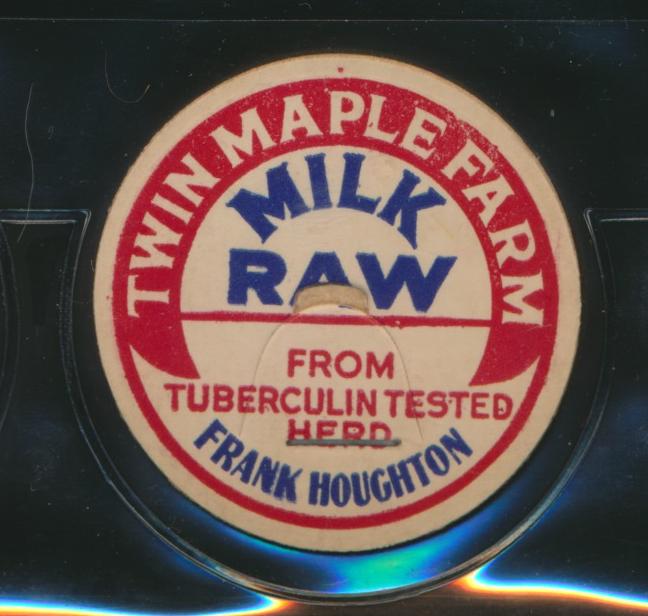 TWIN MAPLE FARM
MILK
RAW
FROM
TUBERCULIN TESTED
HERD
FRANK HOUGHTON